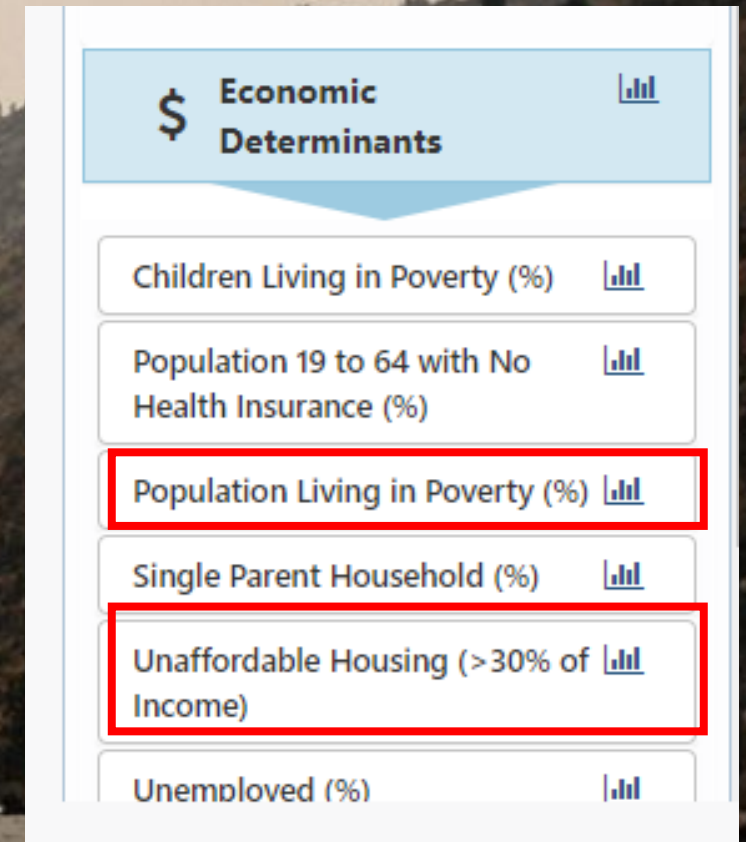 $ Economic
Determinants
Children Living in Poverty (%)
Population 19 to 64 with No
Health Insurance (%)
Population Living in Poverty (%)
Single Parent Household (%)
Unaffordable Housing (>30% of
Income)
Unemployed (%)